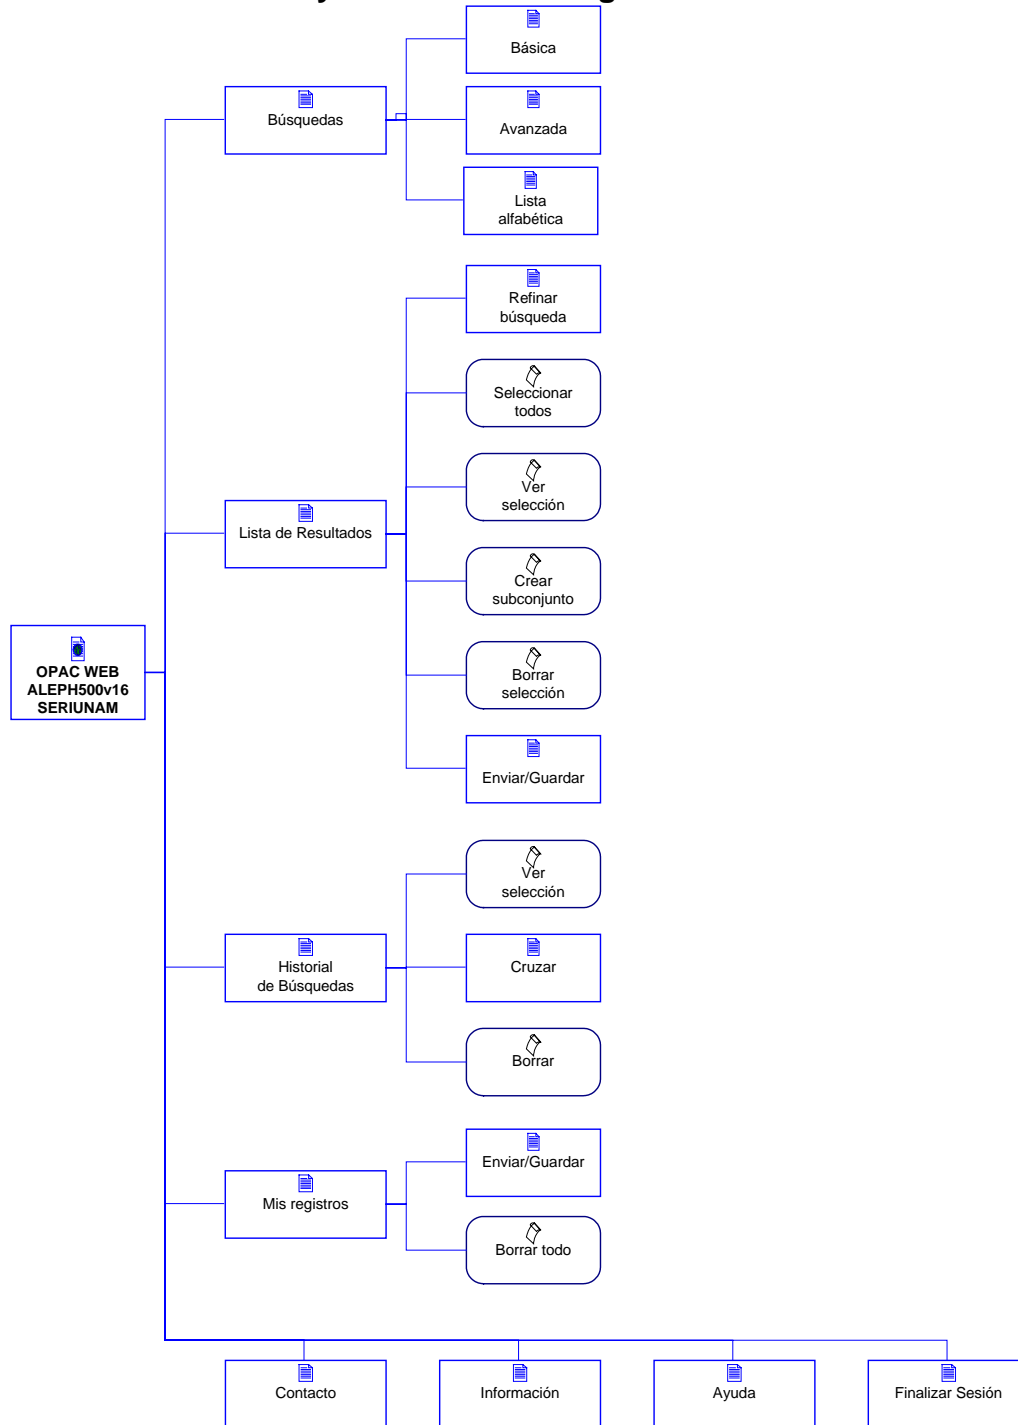 Básica
Búsquedas
Avanzada
Lista
alfabética
Refinar
búsqueda
Seleccionar
todos
Ver
selección
Lista de Resultados
Crear
subconjunto
OPAC WEB
ALEPH500v16
SERIUNAM
Borrar
selección
Enviar/Guardar
Ver
selección
Historial
de Búsquedas
Cruzar
Borrar
Enviar/Guardar
Mis registros
Borrar todo
Contacto
Información
Ayuda
Finalizar Sesión